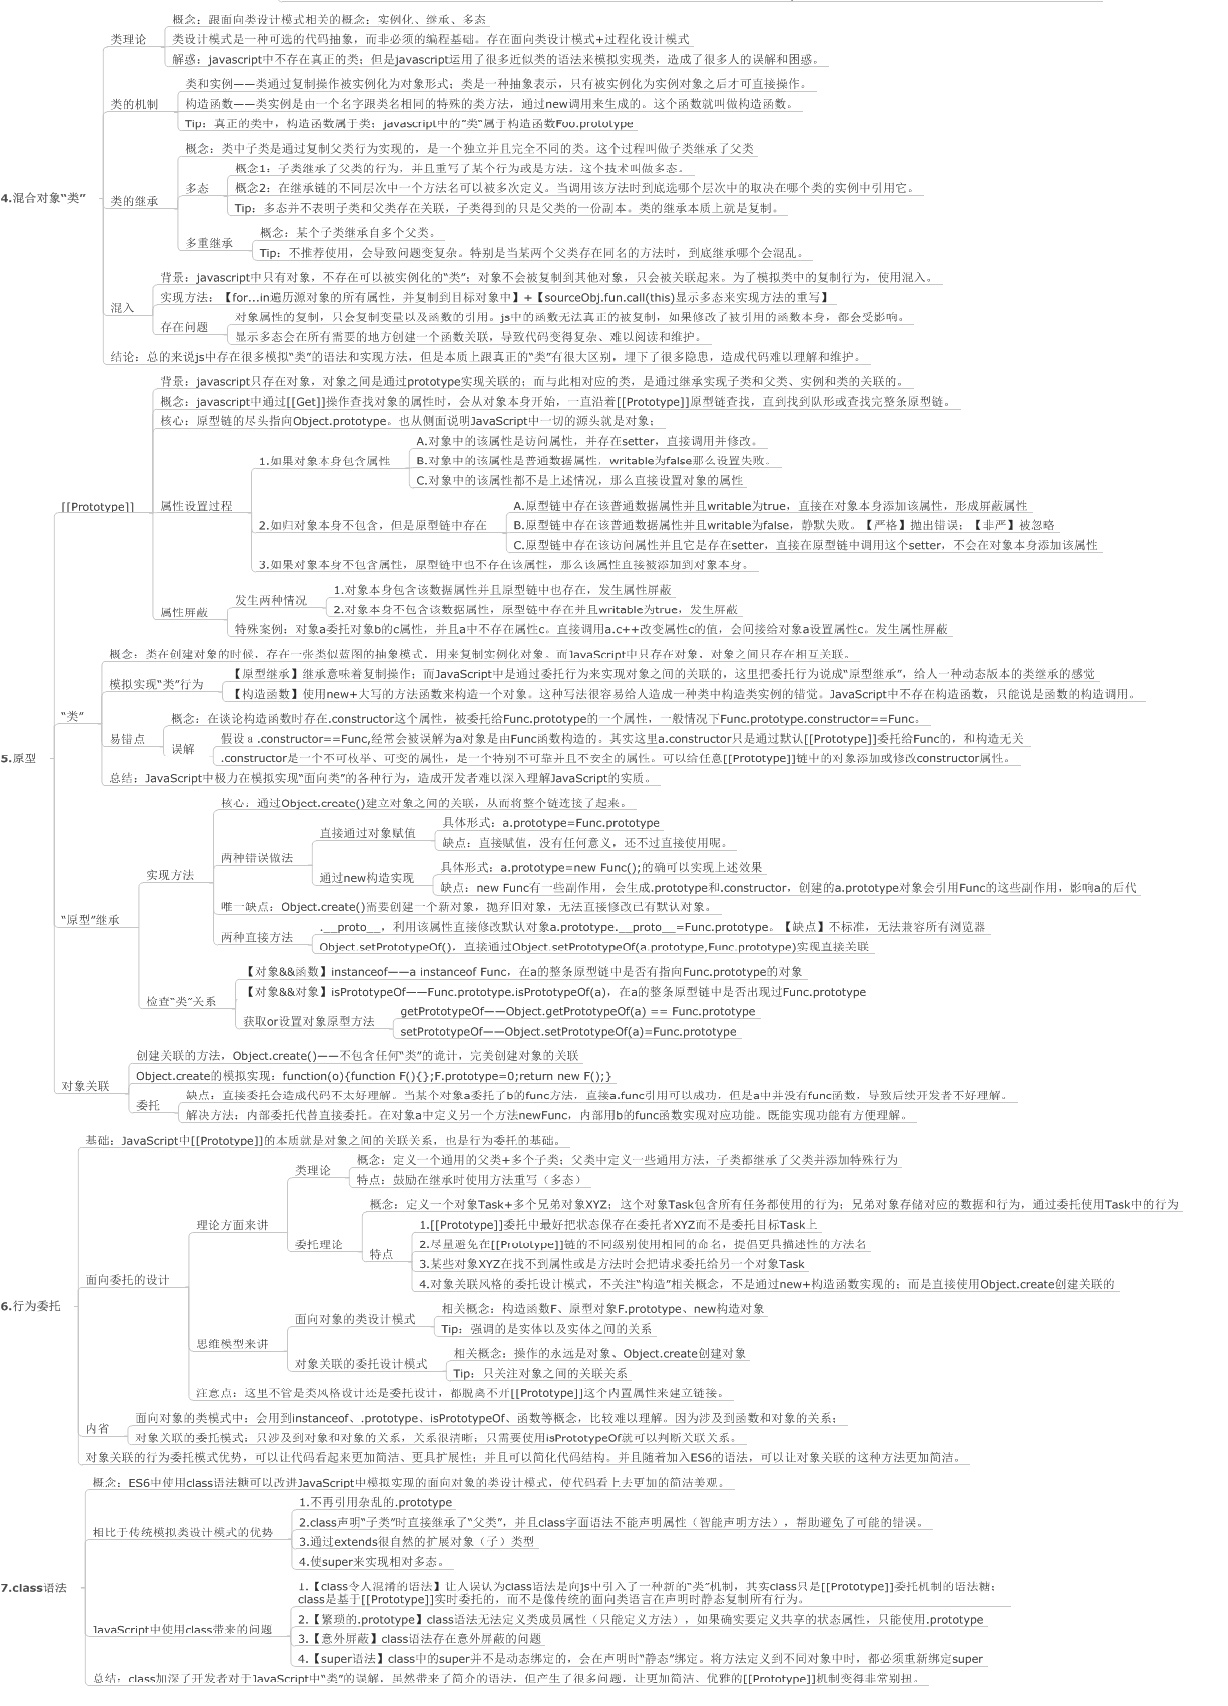 4.混合对象“类”
类理论
概念：跟面向类设计模式相关的概念：实例化、继承、多态
类设计模式是一种可选的代码抽象，而非必须的编程基础。存在面向类设计模式+过程化设计模式
解惑：javascript中不存在真正的类；但是javascript运用了很多近似类的语法来模拟实现类，造成了很多人的误解和困惑。
类的机制
类和实例——类通过复制操作被实例化为对象形式；类是一种抽象表示，只有被实例化为实例对象之后才可直接操作。
构造函数——类实例是由一个名字跟类名相同的特殊的类方法，通过new调用来生成的。这个函数就叫做构造函数。
Tip：真正的类中，构造函数属于类；javascript中的“类”属于构造函数Foo.prototype
类的继承
概念：类中子类是通过复制父类行为实现的，是一个独立并且完全不同的类。这个过程叫做子类继承了父类
多态
概念1：子类继承了父类的行为，并且重写了某个行为或是方法，这个技术叫做多态。
概念2：在继承链的不同层次中一个方法名可以被多次定义。当调用该方法时到底选哪个层次中的取决在哪个类的实例中引用它。
Tip：多态并不表明子类和父类存在关联，子类得到的只是父类的一份副本。类的继承本质上就是复制。
多重继承
概念：某个子类继承自多个父类。
Tip：不推荐使用，会导致问题变复杂。特别是当某两个父类存在同名的方法时，到底继承哪个会混乱。
混入
背景：javascript中只有对象，不存在可以被实例化的“类”；对象不会被复制到其他对象，只会被关联起来。为了模拟类中的复制行为，使用混入。
实现方法：【for...in遍历源对象的所有属性，并复制到目标对象中】+【sourceObj.fun.call(this)显示多态来实现方法的重写】
存在问题
对象属性的复制，只会复制变量以及函数的引用。js中的函数无法真正的被复制，如果修改了被引用的函数本身，都会受影响。
显示多态会在所有需要的地方创建一个函数关联，导致代码变得复杂、难以阅读和维护。
结论：总的来说js中存在很多模拟“类”的语法和实现方法，但是本质上跟真正的“类”有很大区别，埋下了很多隐患，造成代码难以理解和维护。
5.原型
[[Prototype]]
背景：javascript只存在对象，对象之间是通过prototype实现关联的；而与此相对应的类，是通过继承实现子类和父类、实例和类的关联的。
概念：javascript中通过[[Get]]操作查找对象的属性时，会从对象本身开始，一直沿着[[Prototype]]原型链查找，直到找到队形或查找完整条原型链。
核心：原型链的尽头指向Object.prototype。也从侧面说明JavaScript中一切的源头就是对象；
属性设置过程
1.如果对象本身包含属性
A.对象中的该属性是访问属性，并存在setter，直接调用并修改。
B.对象中的该属性是普通数据属性，writable为false那么设置失败。
C.对象中的该属性都不是上述情况，那么直接设置对象的属性
2.如归对象本身不包含，但是原型链中存在
A.原型链中存在该普通数据属性并且writable为true，直接在对象本身添加该属性，形成屏蔽属性
B.原型链中存在该普通数据属性并且writable为false，静默失败。【严格】抛出错误；【非严】被忽略
C.原型链中存在该访问属性并且它是存在setter，直接在原型链中调用这个setter，不会在对象本身添加该属性
3.如果对象本身不包含属性，原型链中也不存在该属性，那么该属性直接被添加到对象本身。
属性屏蔽
发生两种情况
1.对象本身包含该数据属性并且原型链中也存在，发生属性屏蔽
2.对象本身不包含该数据属性，原型链中存在并且writable为true，发生屏蔽
特殊案例：对象a委托对象b的c属性，并且a中不存在属性c。直接调用a.c++改变属性c的值，会间接给对象a设置属性c。发生属性屏蔽
“类”
概念：类在创建对象的时候，存在一张类似蓝图的抽象模式，用来复制实例化对象。而JavaScript中只存在对象，对象之间只存在相互关联。
模拟实现“类”行为
【原型继承】继承意味着复制操作；而JavaScript中是通过委托行为来实现对象之间的关联的，这里把委托行为说成“原型继承”，给人一种动态版本的类继承的感觉
【构造函数】使用new+大写的方法函数来构造一个对象。这种写法很容易给人造成一种类中构造类实例的错觉。JavaScript中不存在构造函数，只能说是函数的构造调用。
易错点
概念：在谈论构造函数时存在.constructor这个属性，被委托给Func.prototype的一个属性，一般情况下Func.prototype.constructor==Func。
误解
假设a .constructor==Func,经常会被误解为a对象是由Func函数构造的。其实这里a.constructor只是通过默认[[Prototype]]委托给Func的，和构造无关
.constructor是一个不可枚举、可变的属性，是一个特别不可靠并且不安全的属性。可以给任意[[Prototype]]链中的对象添加或修改constructor属性。
总结：JavaScript中极力在模拟实现“面向类”的各种行为，造成开发者难以深入理解JavaScript的实质。
“原型”继承
实现方法
核心：通过Object.create()建立对象之间的关联，从而将整个链连接了起来。
两种错误做法
直接通过对象赋值
具体形式：a.prototype=Func.prototype
缺点：直接赋值，没有任何意义，还不过直接使用呢。
通过new构造实现
具体形式：a.prototype=new Func();的确可以实现上述效果
缺点：new Func有一些副作用，会生成.prototype和.constructor，创建的a.prototype对象会引用Func的这些副作用，影响a的后代
唯一缺点：Object.create()需要创建一个新对象，抛弃旧对象，无法直接修改已有默认对象。
两种直接方法
.__proto__，利用该属性直接修改默认对象a.prototype.__proto__=Func.prototype。【缺点】不标准，无法兼容所有浏览器
Object.setPrototypeOf()，直接通过Object.setPrototypeOf(a.prototype,Func.prototype)实现直接关联
检查“类”关系
【对象&&函数】instanceof——a instanceof Func，在a的整条原型链中是否有指向Func.prototype的对象
【对象&&对象】isPrototypeOf——Func.prototype.isPrototypeOf(a)，在a的整条原型链中是否出现过Func.prototype
获取or设置对象原型方法
getPrototypeOf——Object.getPrototypeOf(a) == Func.prototype
setPrototypeOf——Object.setPrototypeOf(a)=Func.prototype
对象关联
创建关联的方法，Object.create()——不包含任何“类”的诡计，完美创建对象的关联
Object.create的模拟实现：function(o){function F(){};F.prototype=0;return new F();}
委托
缺点：直接委托会造成代码不太好理解。当某个对象a委托了b的func方法，直接a.func引用可以成功，但是a中并没有func函数，导致后续开发者不好理解。
解决方法：内部委托代替直接委托。在对象a中定义另一个方法newFunc，内部用b的func函数实现对应功能。既能实现功能有方便理解。
6.行为委托
基础：JavaScript中[[Prototype]]的本质就是对象之间的关联关系，也是行为委托的基础。
面向委托的设计
理论方面来讲
类理论
概念：定义一个通用的父类+多个子类；父类中定义一些通用方法，子类都继承了父类并添加特殊行为
特点：鼓励在继承时使用方法重写（多态）
委托理论
概念：定义一个对象Task+多个兄弟对象XYZ；这个对象Task包含所有任务都使用的行为；兄弟对象存储对应的数据和行为，通过委托使用Task中的行为
特点
1.[[Prototype]]委托中最好把状态保存在委托者XYZ而不是委托目标Task上
2.尽量避免在[[Prototype]]链的不同级别使用相同的命名，提倡更具描述性的方法名
3.某些对象XYZ在找不到属性或是方法时会把请求委托给另一个对象Task
4.对象关联风格的委托设计模式，不关注“构造”相关概念，不是通过new+构造函数实现的；而是直接使用Object.create创建关联的
思维模型来讲
面向对象的类设计模式
相关概念：构造函数F、原型对象F.prototype、new构造对象
Tip：强调的是实体以及实体之间的关系
对象关联的委托设计模式
相关概念：操作的永远是对象、Object.create创建对象
Tip：只关注对象之间的关联关系
注意点：这里不管是类风格设计还是委托设计，都脱离不开[[Prototype]]这个内置属性来建立链接。
内省
面向对象的类模式中：会用到instanceof、.prototype、isPrototypeOf、函数等概念，比较难以理解。因为涉及到函数和对象的关系；
对象关联的委托模式：只涉及到对象和对象的关系，关系很清晰；只需要使用isPrototypeOf就可以判断关联关系。
对象关联的行为委托模式优势，可以让代码看起来更加简洁、更具扩展性；并且可以简化代码结构。并且随着加入ES6的语法，可以让对象关联的这种方法更加简洁。
7.class语法
概念：ES6中使用class语法糖可以改进JavaScript中模拟实现的面向对象的类设计模式，使代码看上去更加的简洁美观。
相比于传统模拟类设计模式的优势
1.不再引用杂乱的.prototype
2.class声明“子类”时直接继承了“父类”，并且class字面语法不能声明属性（智能声明方法），帮助避免了可能的错误。
3.通过extends很自然的扩展对象（子）类型
4.使super来实现相对多态。
JavaScript中使用class带来的问题
1.【class令人混淆的语法】让人误认为class语法是向js中引入了一种新的“类”机制，其实class只是[[Prototype]]委托机制的语法糖；
class是基于[[Prototype]]实时委托的，而不是像传统的面向类语言在声明时静态复制所有行为。
2.【繁琐的.prototype】class语法无法定义类成员属性（只能定义方法），如果确实要定义共享的状态属性，只能使用.prototype
3.【意外屏蔽】class语法存在意外屏蔽的问题
4.【super语法】class中的super并不是动态绑定的，会在声明时“静态”绑定。将方法定义到不同对象中时，都必须重新绑定super
总结：class加深了开发者对于JavaScript中“类”的误解，虽然带来了简介的语法，但产生了很多问题，让更加简洁、优雅的[[Prototype]]机制变得非常别扭。